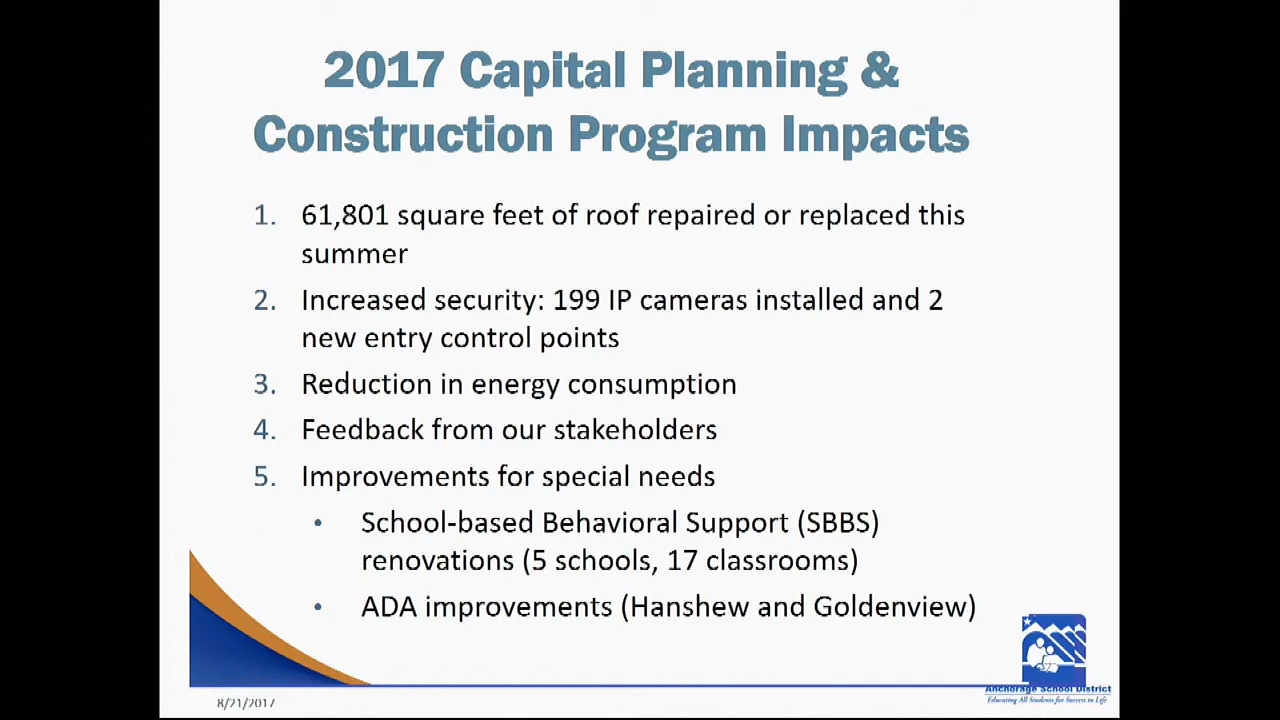 2017 Capital Planning &
Construction Program Impacts
1. 61,801 square feet of roof repaired or replaced this
summer
2. Increased security: 199 IP cameras installed and 2
new entry control points
3. Reduction in energy consumption
4. Feedback from our stakeholders
5. Improvements for special needs
• School-based Behavioral Support (SBBS)
renovations (5 schools, 17 classrooms)
• ADA improvements (Hanshew and Goldenview)
Anchorage School District
Educating All Students for Success in Life
8/21/2017